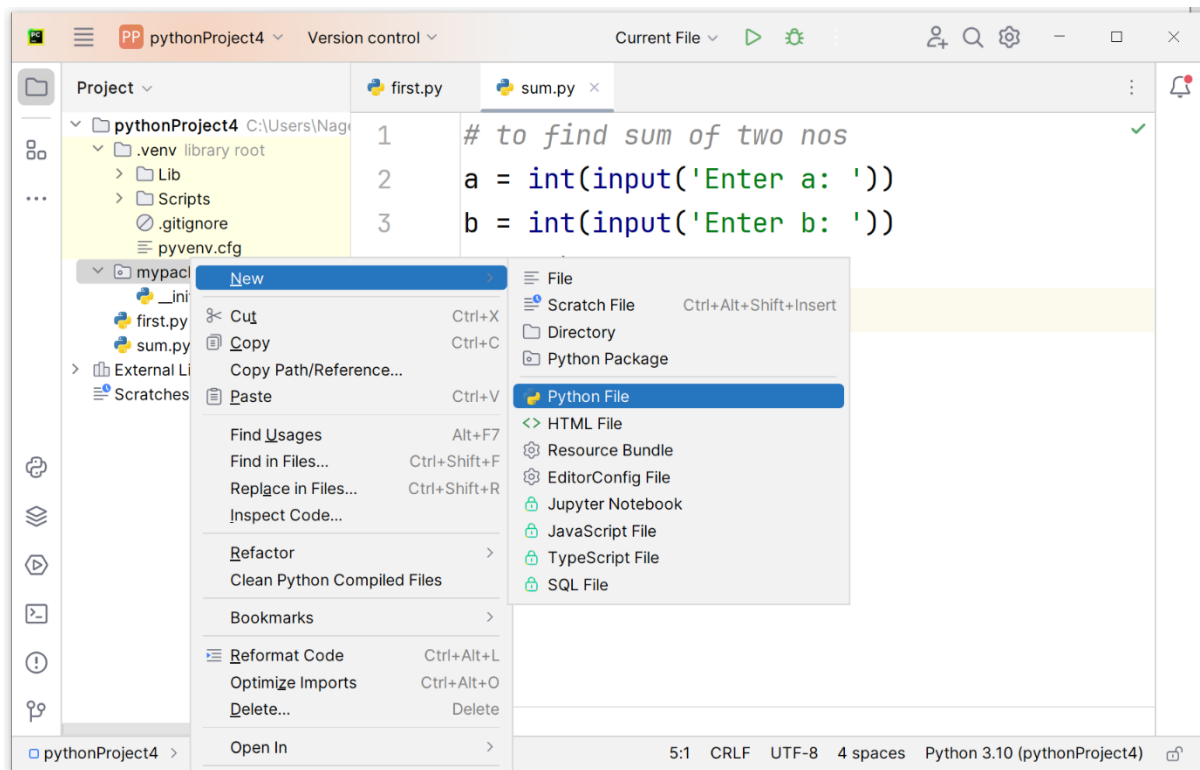 PC
PP pythonProject4 Version control Current File
Project
first.py
sum.py
pythonProject4 C:\Users\Nage
.venv library root
Lib
Scripts
.gitignore
pyvenv.cfg
mypack
__ini
first.py
sum.py
External Li
Scratches
1 # to find sum of two nos
2 a = int(input('Enter a: '))
3 b = int(input('Enter b: '))
New
Cut Ctrl+X
Copy Ctrl+C
Copy Path/Reference...
Paste Ctrl+V
Find Usages Alt+F7
Find in Files... Ctrl+Shift+F
Replace in Files... Ctrl+Shift+R
Inspect Code...
Refactor
Clean Python Compiled Files
Bookmarks
Reformat Code Ctrl+Alt+L
Optimize Imports Ctrl+Alt+O
Delete... Delete
Open In
File
Scratch File Ctrl+Alt+Shift+Insert
Directory
Python Package
Python File
HTML File
Resource Bundle
EditorConfig File
Jupyter Notebook
JavaScript File
TypeScript File
SQL File
pythonProject4 > 5:1 CRLF UTF-8 4 spaces Python 3.10 (pythonProject4)